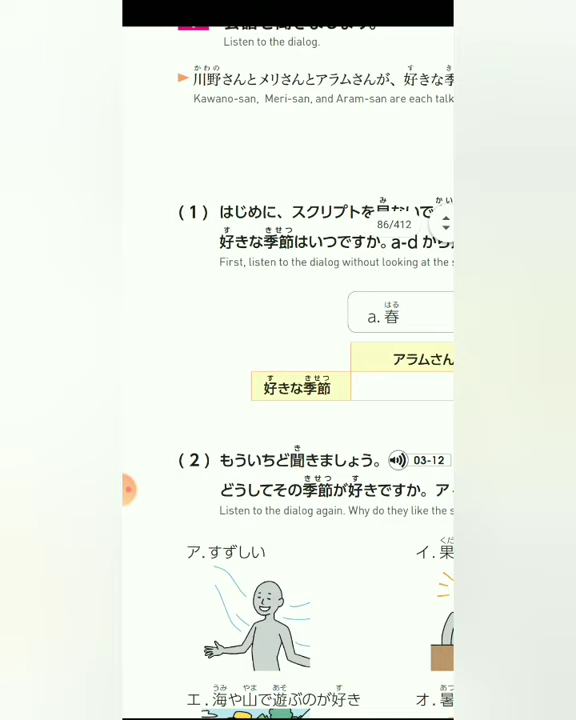 Listen to the dialog.
川野さんとメリさんとアラムさんが、好きな季
Kawano-san, Meri-san, and Aram-san are each talk
(1) はじめに、スクリプトを見ないで
86/412
好きな季節はいつですか。a-d から
First, listen to the dialog without looking at the s
a. 春
アラムさん
好きな季節
(2) もういちど聞きましょう。 03-12
どうしてその季節が好きですか。ア
Listen to the dialog again. Why do they like the s
ア. すずしい
イ. 果
エ. 海や山で遊ぶのが好き
オ. 暑